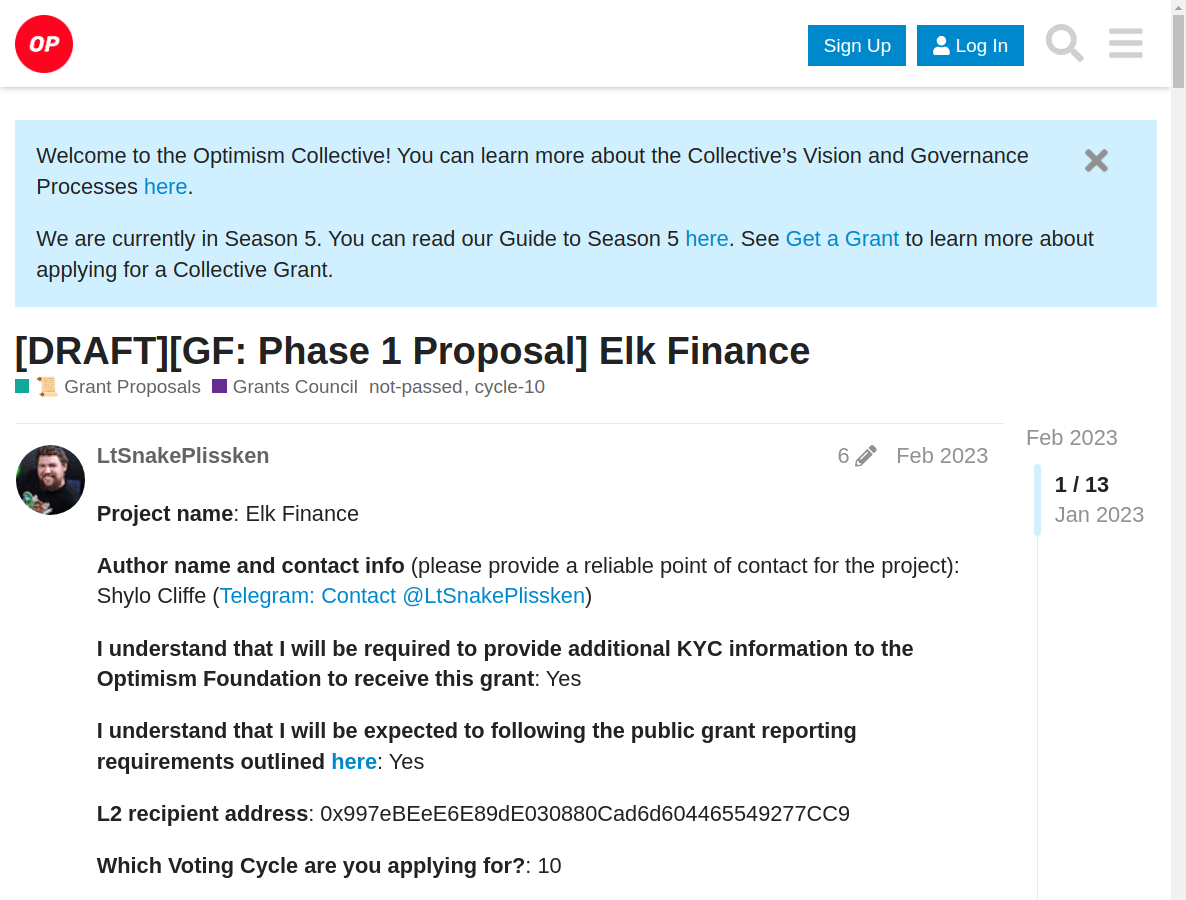 OP
Sign Up
Log In
Welcome to the Optimism Collective! You can learn more about the Collective’s Vision and Governance
Processes here.
We are currently in Season 5. You can read our Guide to Season 5 here. See Get a Grant to learn more about
applying for a Collective Grant.
[DRAFT][GF: Phase 1 Proposal] Elk Finance
Grant Proposals Grants Council not-passed, cycle-10
LtSnakePlissken 6 Feb 2023
Project name: Elk Finance
Author name and contact info (please provide a reliable point of contact for the project):
Shylo Cliffe (Telegram: Contact @LtSnakePlissken)
I understand that I will be required to provide additional KYC information to the
Optimism Foundation to receive this grant: Yes
I understand that I will be expected to following the public grant reporting
requirements outlined here: Yes
L2 recipient address: 0x997eBEeE6E89dE030880Cad6d604465549277CC9
Which Voting Cycle are you applying for?: 10
Feb 2023
1 / 13
Jan 2023